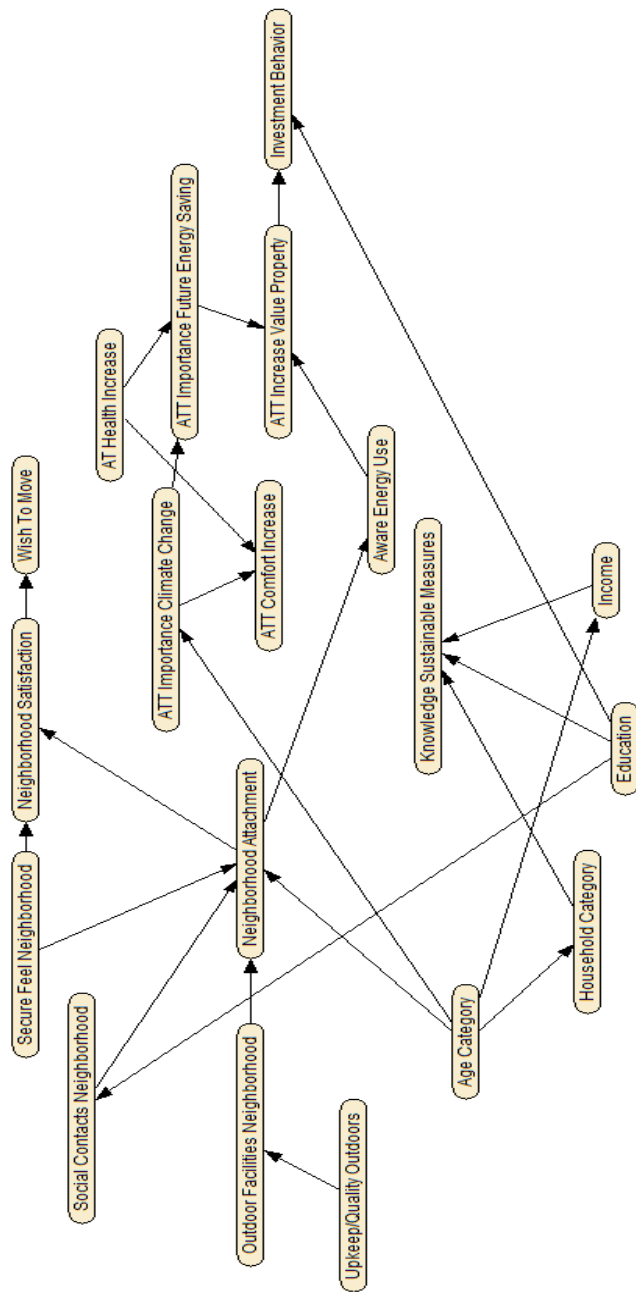 Secure Feel Neighborhood
Neighborhood Satisfaction
Wish To Move
Social Contacts Neighborhood
AT Health Increase
ATT Importance Climate Change
ATT Importance Future Energy Saving
Outdoor Facilities Neighborhood
Neighborhood Attachment
ATT Comfort Increase
ATT Increase Value Property
Investment Behavior
Upkeep/Quality Outdoors
Aware Energy Use
Knowledge Sustainable Measures
Age Category
Household Category
Income
Education